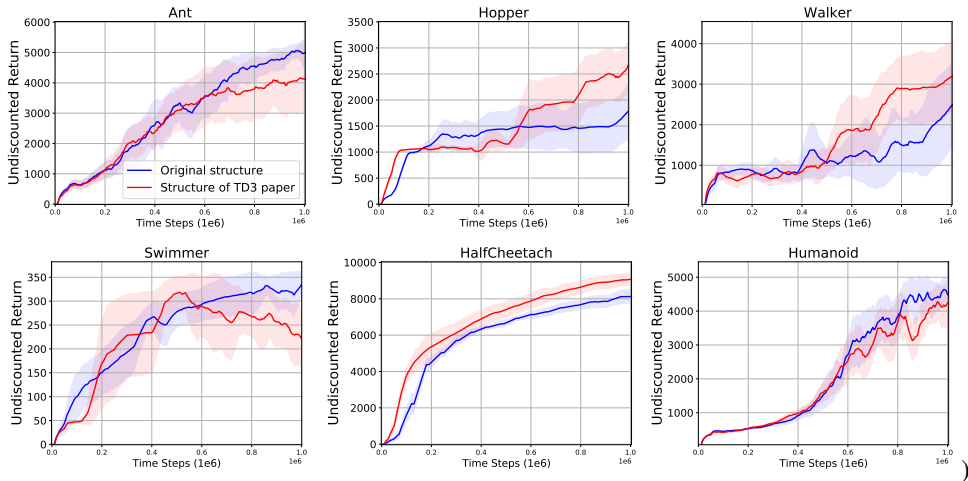 Ant
Undiscounted Return
6000
5000
4000
3000
2000
1000
0
0.0 0.2 0.4 0.6 0.8 1.0
Time Steps (1e6)
1e6
Original structure
Structure of TD3 paper
Hopper
Undiscounted Return
3500
3000
2500
2000
1500
1000
500
0
0.0 0.2 0.4 0.6 0.8 1.0
Time Steps (1e6)
1e6
Walker
Undiscounted Return
4000
3000
2000
1000
0.0 0.2 0.4 0.6 0.8 1.0
Time Steps (1e6)
1e6
Swimmer
Undiscounted Return
350
300
250
200
150
100
50
0
0.0 0.2 0.4 0.6 0.8 1.0
Time Steps (1e6)
1e6
HalfCheetach
Undiscounted Return
10000
8000
6000
4000
2000
0
0.0 0.2 0.4 0.6 0.8 1.0
Time Steps (1e6)
1e6
Humanoid
Undiscounted Return
5000
4000
3000
2000
1000
0.0 0.2 0.4 0.6 0.8 1.0
Time Steps (1e6)
1e6
)